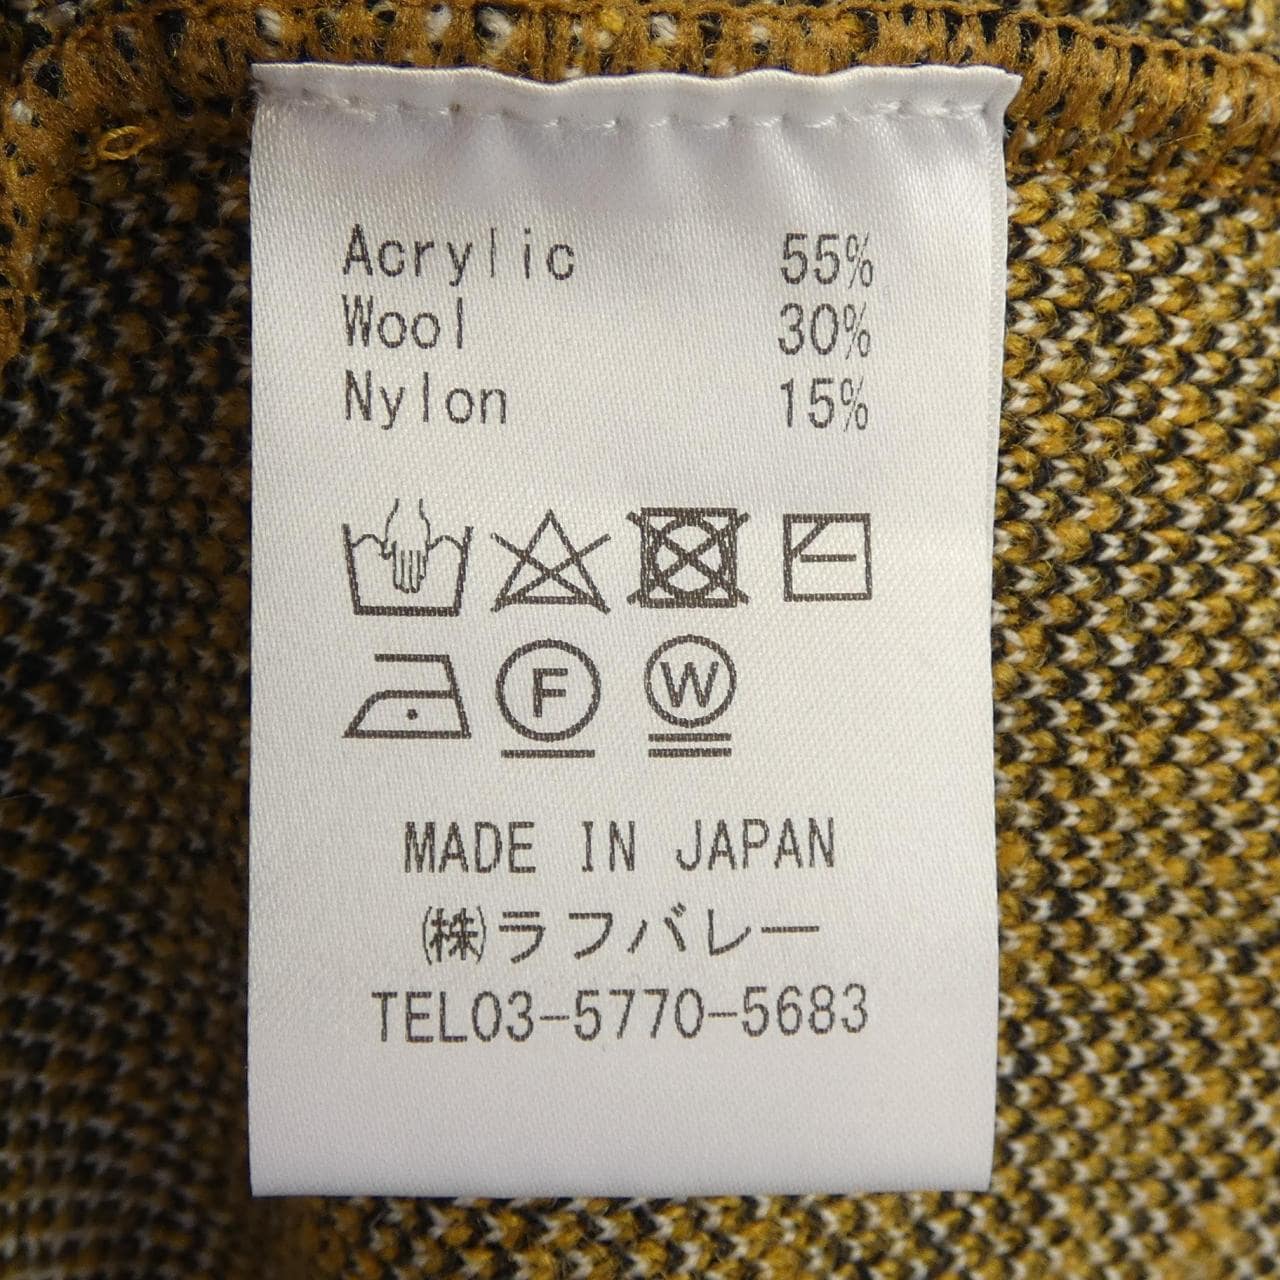 Acrylic 55%
Wool 30%
Nylon 15%
F W
MADE IN JAPAN
(株)ラフバレー
TEL03-5770-5683